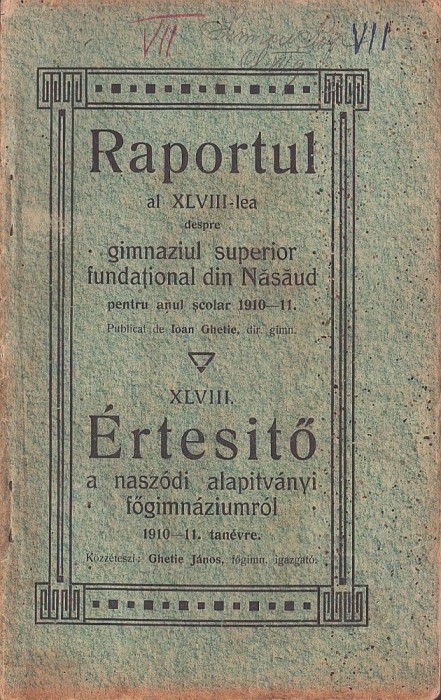 VII
VII
Raportul
al XLVIII-lea
despre
gimnaziul superior
fundațional din Năsăud
pentru anul școlar 1910—11.
Publicat de Ioan Ghetie, dir. gimn.
XLVIII.
Értesitő
a naszódi alapitványi
főgimnáziumról
1910—11. tanévre.
Közzéteszi: Ghetie János, főgimn. igazgató.